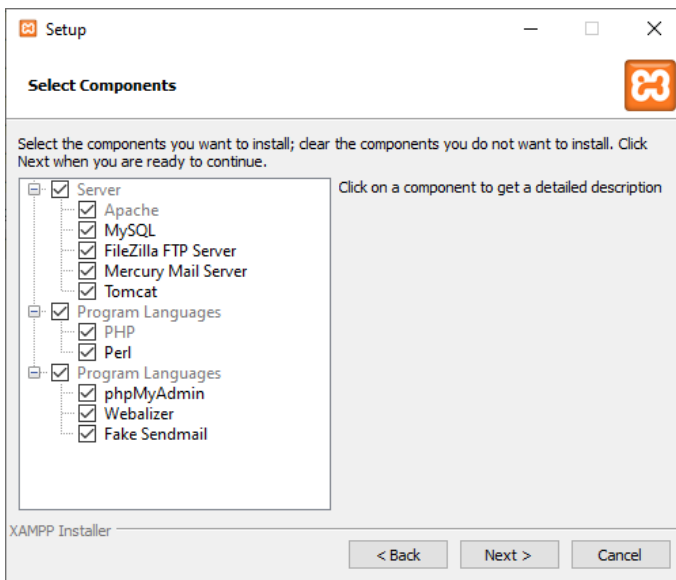 Setup
Select Components
Select the components you want to install; clear the components you do not want to install. Click
Next when you are ready to continue.
Server
Apache
MySQL
FileZilla FTP Server
Mercury Mail Server
Tomcat
Program Languages
PHP
Perl
Program Languages
phpMyAdmin
Webalizer
Fake Sendmail
Click on a component to get a detailed description
XAMPP Installer
< Back
Next >
Cancel